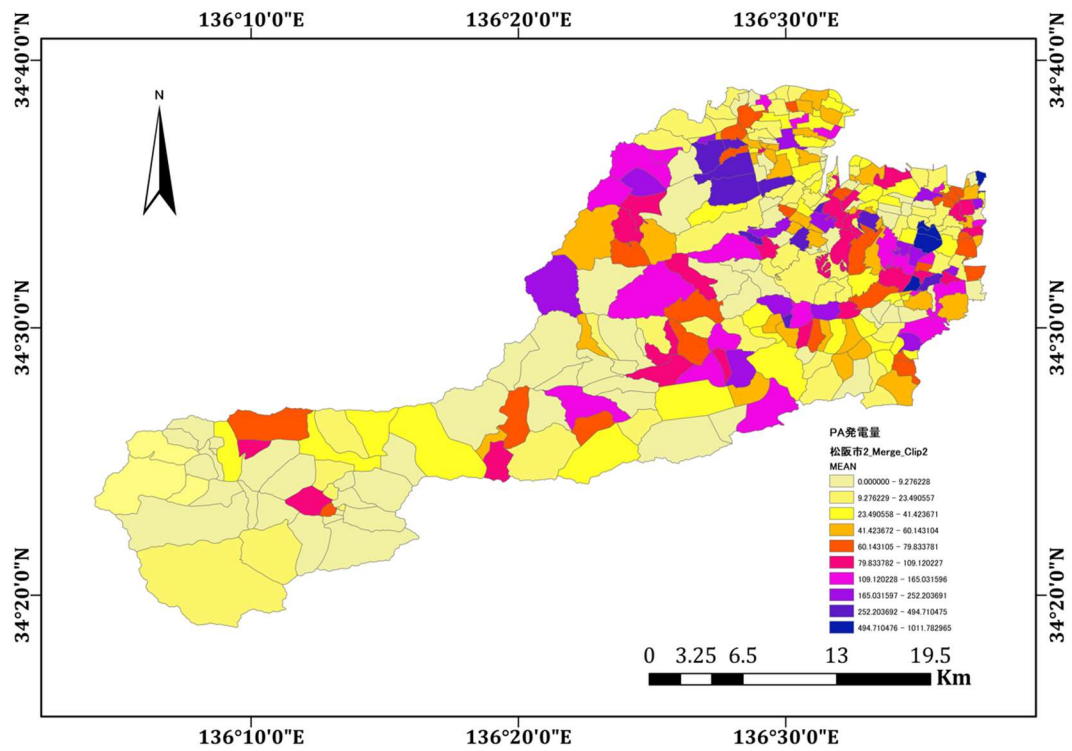 136°10'0"E 136°20'0"E 136°30'0"E
34°40'0"N 34°40'0"N
N
34°30'0"N 34°30'0"N
PA発電量
松阪市2_Merge_Clip2
MEAN
0.000000 - 9.276228
9.276229 - 23.490557
23.490558 - 41.423671
41.423672 - 60.143104
60.143105 - 79.833781
79.833782 - 109.120227
109.120228 - 165.031596
165.031597 - 252.203691
252.203692 - 494.710475
494.710476 - 1011.782965
34°20'0"N 34°20'0"N
0 3.25 6.5 13 19.5
Km
136°10'0"E 136°20'0"E 136°30'0"E